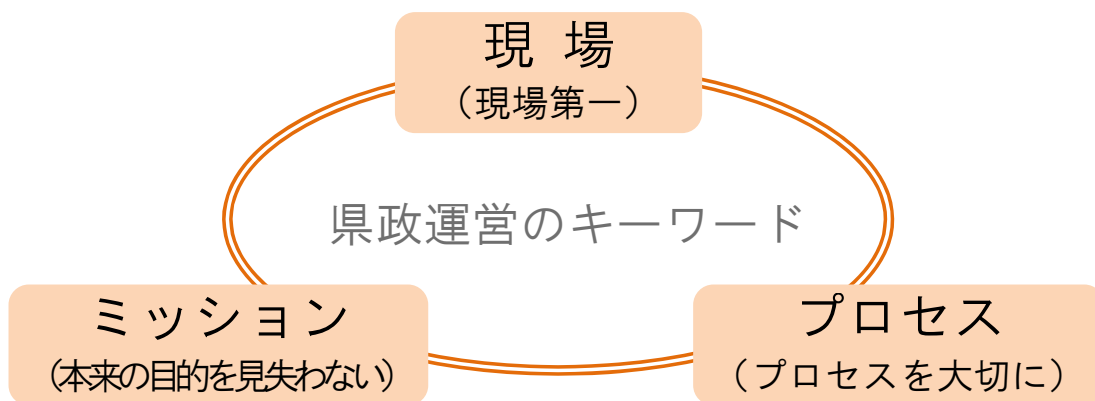 現 場
（現場第一）
県政運営のキーワード
ミッション
（本来の目的を見失わない）
プロセス
（プロセスを大切に）